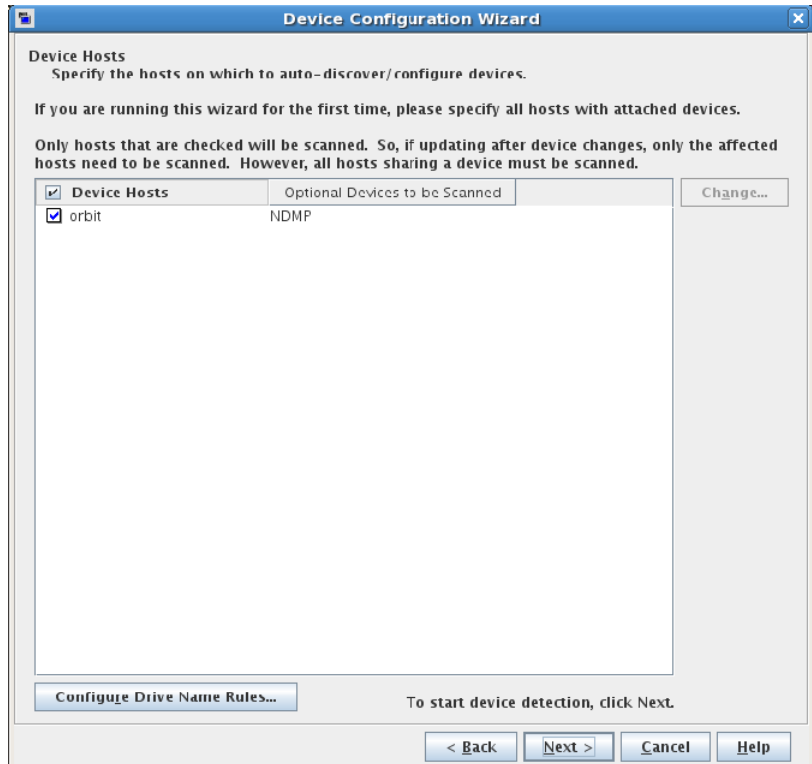 Device Configuration Wizard
Device Hosts
Specify the hosts on which to auto-discover/configure devices.
If you are running this wizard for the first time, please specify all hosts with attached devices.
Only hosts that are checked will be scanned. So, if updating after device changes, only the affected
hosts need to be scanned. However, all hosts sharing a device must be scanned.
Device Hosts Optional Devices to be Scanned
Change...
orbit NDMP
Configure Drive Name Rules...
To start device detection, click Next.
< Back Next > Cancel Help